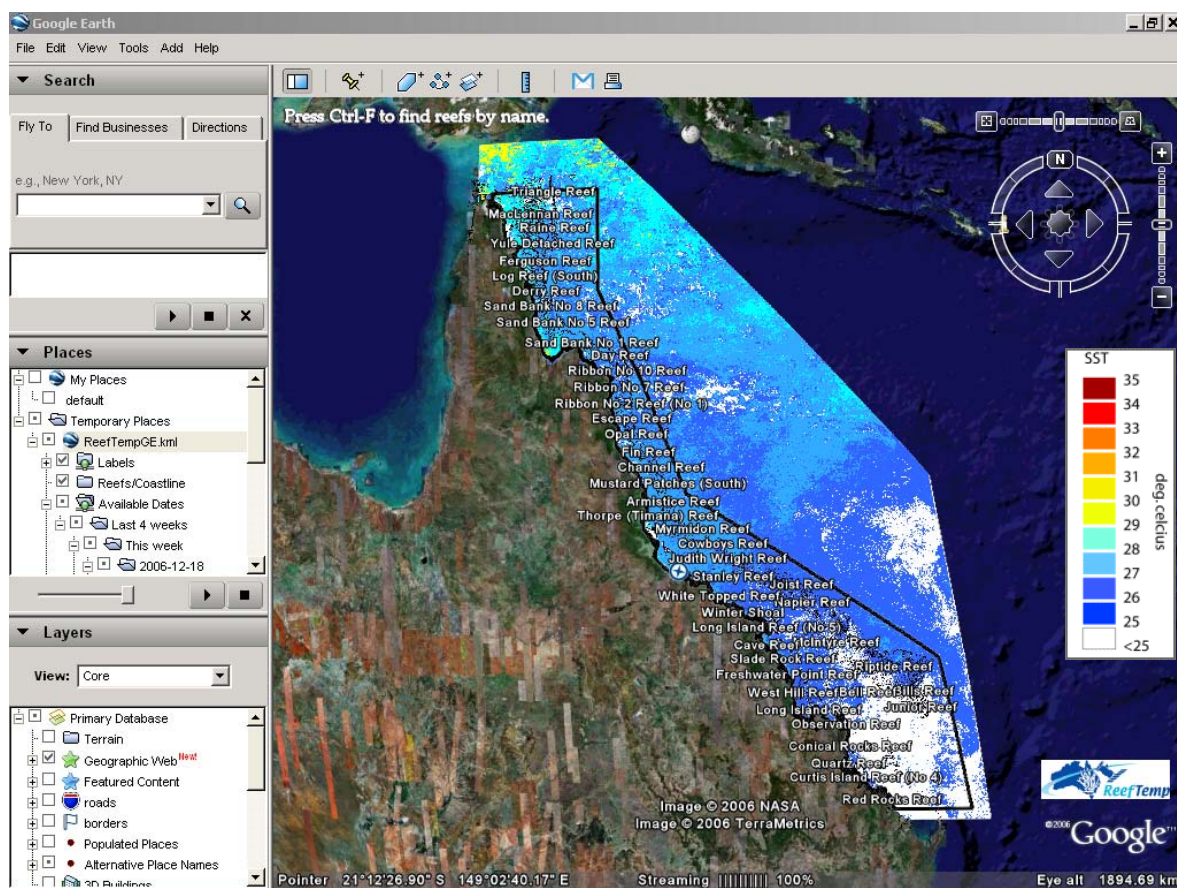 Google Earth
File Edit View Tools Add Help
Search
Fly To Find Businesses Directions
e.g., New York, NY
Places
My Places
default
Temporary Places
ReefTempGE.kml
Labels
Reefs/Coastline
Available Dates
Last 4 weeks
This week
2006-12-18
Layers
View: Core
Primary Database
Terrain
Geographic Web New!
Featured Content
roads
borders
Populated Places
Alternative Place Names
3D Buildings
Press Ctrl-F to find reefs by name.
N
Triangle Reef
MacLennan Reef
Raine Reef
Yule Detached Reef
Ferguson Reef
Log Reef (South)
Derry Reef
Sand Bank No 8 Reef
Sand Bank No 5 Reef
Sand Bank No 1 Reef
Day Reef
Ribbon No 10 Reef
Ribbon No 7 Reef
Ribbon No 2 Reef (No 1)
Escape Reef
Opal Reef
Fin Reef
Channel Reef
Mustard Patches (South)
Armistice Reef
Thorpe (Timana) Reef
Myrmidon Reef
Cowboys Reef
Judith Wright Reef
Stanley Reef
Joist Reef
White Topped Reef
Napier Reef
Winter Shoal
Long Island Reef (No 5)
Cave Reef
McIntyre Reef
Slade Rock Reef
Riptide Reef
Freshwater Point Reef
West Hill Reef
Bell Reef
Bills Reef
Long Island Reef
Junior Reef
Observation Reef
Conical Rocks Reef
Quartz Reef
Curtis Island Reef (No 4)
Red Rocks Reef
SST
35
34
33
32
31
30
29
28
27
26
25
<25
deg.celcius
ReefTemp
Image © 2006 NASA
Image © 2006 TerraMetrics
©2006 Google™
Pointer 21°12'26.90" S 149°02'40.17" E Streaming 100% Eye alt 1894.69 km